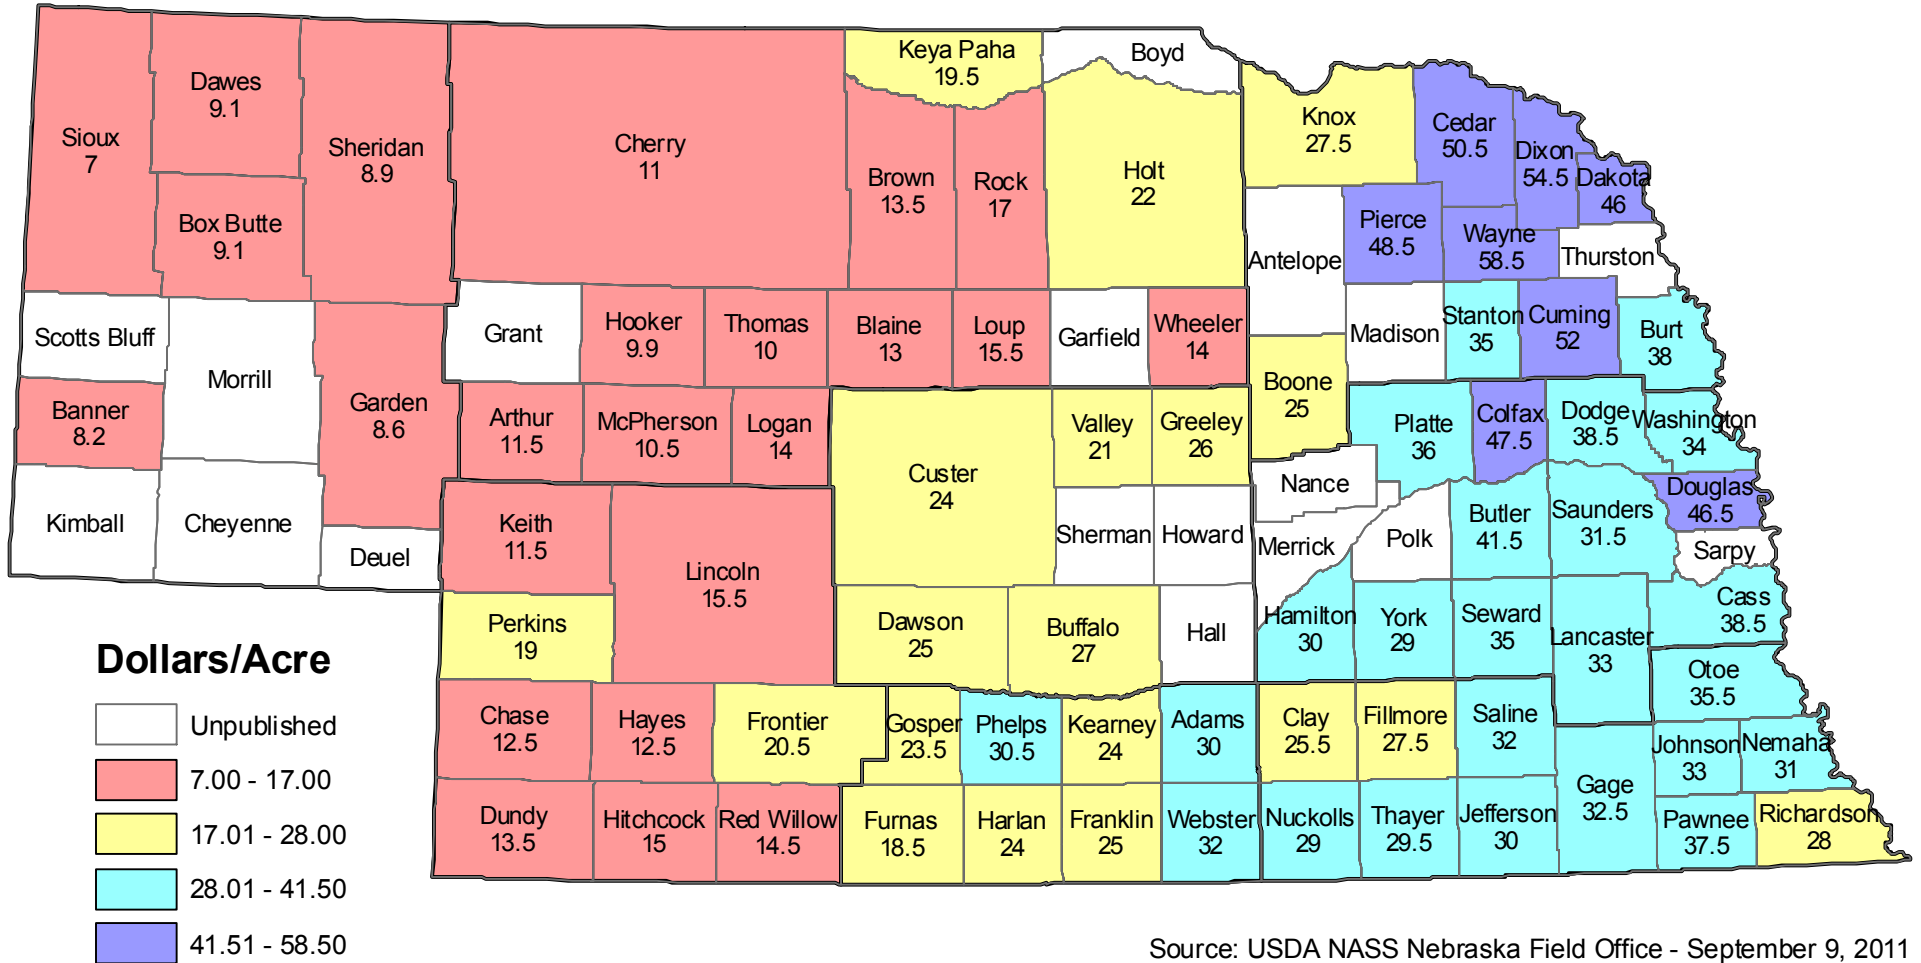 Keya Paha
19.5
Boyd
Dawes
9.1
Sioux
7
Sheridan
8.9
Cherry
11
Knox
27.5
Cedar
50.5
Dixon
54.5
Dakota
46
Brown
13.5
Rock
17
Holt
22
Box Butte
9.1
Pierce
48.5
Wayne
58.5
Antelope
Thurston
Scotts Bluff
Grant
Hooker
9.9
Thomas
10
Blaine
13
Loup
15.5
Garfield
Wheeler
14
Madison
Stanton
35
Cuming
52
Burt
38
Morrill
Boone
25
Banner
8.2
Garden
8.6
Arthur
11.5
McPherson
10.5
Logan
14
Valley
21
Greeley
26
Platte
36
Colfax
47.5
Dodge
38.5
Washington
34
Custer
24
Nance
Douglas
46.5
Kimball
Cheyenne
Keith
11.5
Sherman
Howard
Merrick
Polk
Butler
41.5
Saunders
31.5
Sarpy
Deuel
Lincoln
15.5
Cass
38.5
Perkins
19
Dawson
25
Buffalo
27
Hall
Hamilton
30
York
29
Seward
35
Lancaster
33
Otoe
35.5
Chase
12.5
Hayes
12.5
Frontier
20.5
Gosper
23.5
Phelps
30.5
Kearney
24
Adams
30
Clay
25.5
Fillmore
27.5
Saline
32
Johnson
33
Nemaha
31
Gage
32.5
Dundy
13.5
Hitchcock
15
Red Willow
14.5
Furnas
18.5
Harlan
24
Franklin
25
Webster
32
Nuckolls
29
Thayer
29.5
Jefferson
30
Pawnee
37.5
Richardson
28
Dollars/Acre
Unpublished
7.00 - 17.00
17.01 - 28.00
28.01 - 41.50
41.51 - 58.50
Source: USDA NASS Nebraska Field Office - September 9, 2011